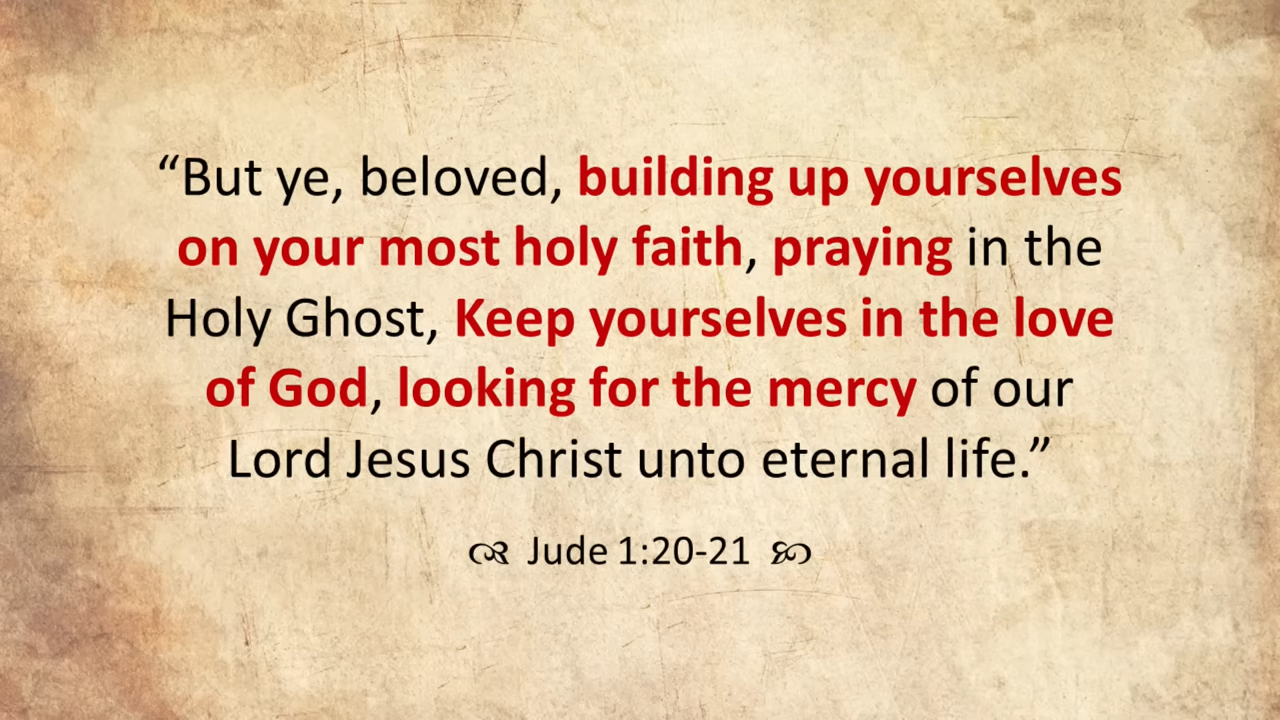 “But ye, beloved, building up yourselves
on your most holy faith, praying in the
Holy Ghost, Keep yourselves in the love
of God, looking for the mercy of our
Lord Jesus Christ unto eternal life.”
Jude 1:20-21